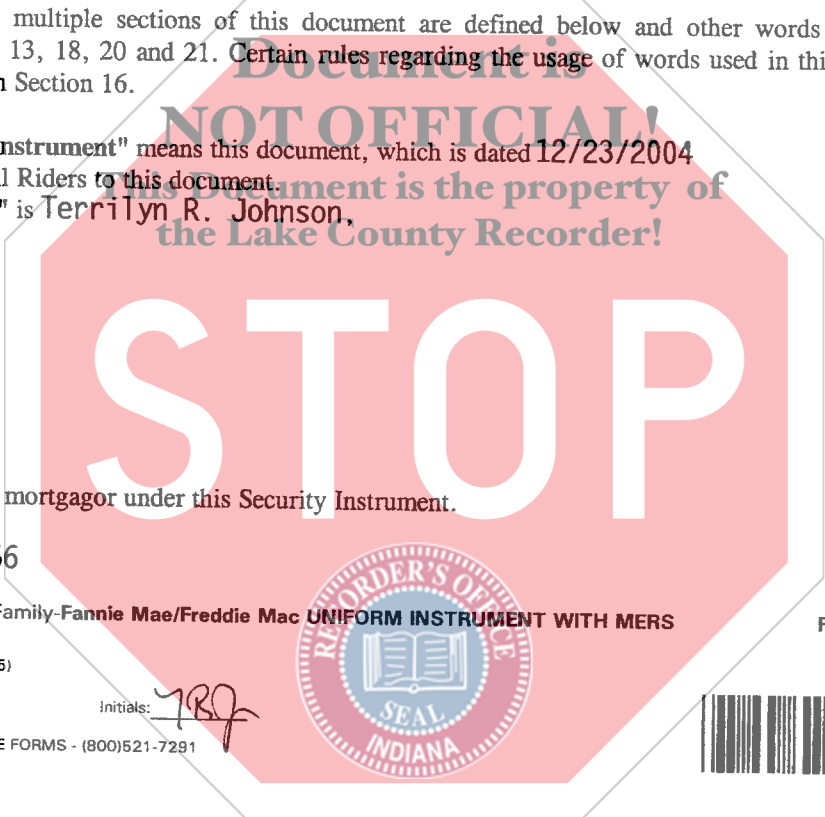 multiple sections of this document are defined below and other words
13, 18, 20 and 21. Certain rules regarding the usage of words used in thi
Section 16.
Document is
NOT OFFICIAL!
nstrument" means this document, which is dated 12/23/2004
l Riders to this document.
This Document is the property of
" is Terrilyn R. Johnson,
the Lake County Recorder!
STOP
mortgagor under this Security Instrument.
6
Family-Fannie Mae/Freddie Mac UNIFORM INSTRUMENT WITH MERS
RECORDER'S OFFICE
SEAL
INDIANA
Initials:
E FORMS - (800)521-7291